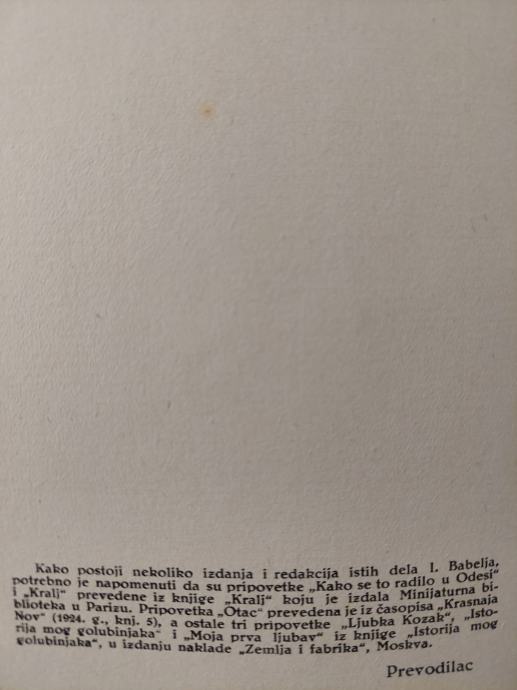 Kako postoji nekoliko izdanja i redakcija istih dela I. Babelja,
potrebno je napomenuti da su pripovetke „Kako se to radilo u Odesi“
i „Kralj“ prevedene iz knjige „Kralj“ koju je izdala Minijaturna bi-
blioteka u Parizu. Pripovetka „Otac“ prevedena je iz časopisa „Krasnaja
Nov“ (1924. g., knj. 5), a ostale tri pripovetke „Ljubka Kozak“, „Isto-
rija mog golubinjaka“ i „Moja prva ljubav“ iz knjige „Istorija mog
golubinjaka“, u izdanju naklade „Zemlja i fabrika“, Moskva.
Prevodilac